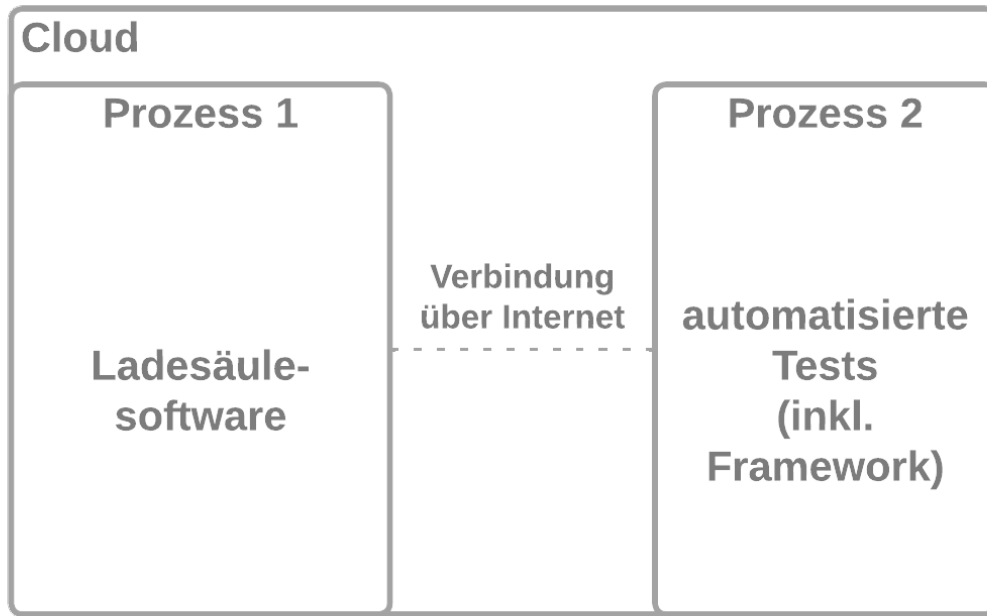 Cloud
Prozess 1
Prozess 2
Verbindung
über Internet
Ladesäule-
software
automatisierte
Tests
(inkl.
Framework)